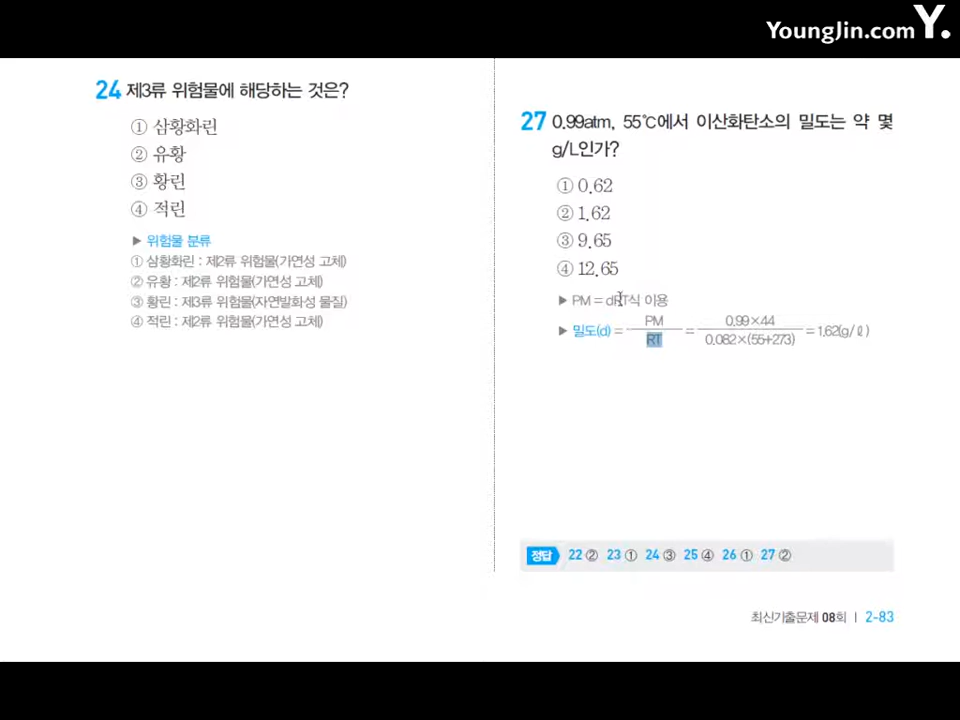 YoungJin.com Y.
24 제3류 위험물에 해당하는 것은?
① 삼황화린
② 유황
③ 황린
④ 적린
▶ 위험물 분류
① 삼황화린 : 제2류 위험물(가연성 고체)
② 유황 : 제2류 위험물(가연성 고체)
③ 황린 : 제3류 위험물(자연발화성 물질)
④ 적린 : 제2류 위험물(가연성 고체)
27 0.99atm, 55℃에서 이산화탄소의 밀도는 약 몇
g/L인가?
① 0.62
② 1.62
③ 9.65
④ 12.65
▶ PM = dRT식 이용
▶ 밀도(d) = PM/RT = 0.99×44/0.082×(55+273) = 1.62(g/ℓ)
정답 22 ② 23 ① 24 ③ 25 ④ 26 ① 27 ②
최신기출문제 08회 | 2-83